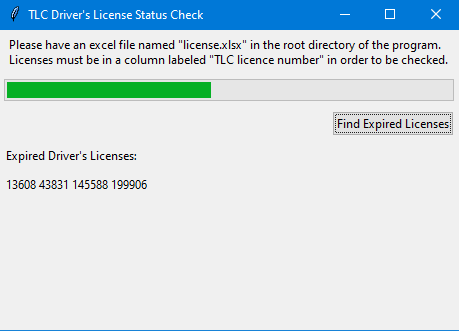 TLC Driver's License Status Check
Please have an excel file named "license.xlsx" in the root directory of the program.
Licenses must be in a column labeled "TLC licence number" in order to be checked.
Find Expired Licenses
Expired Driver's Licenses:
13608 43831 145588 199906